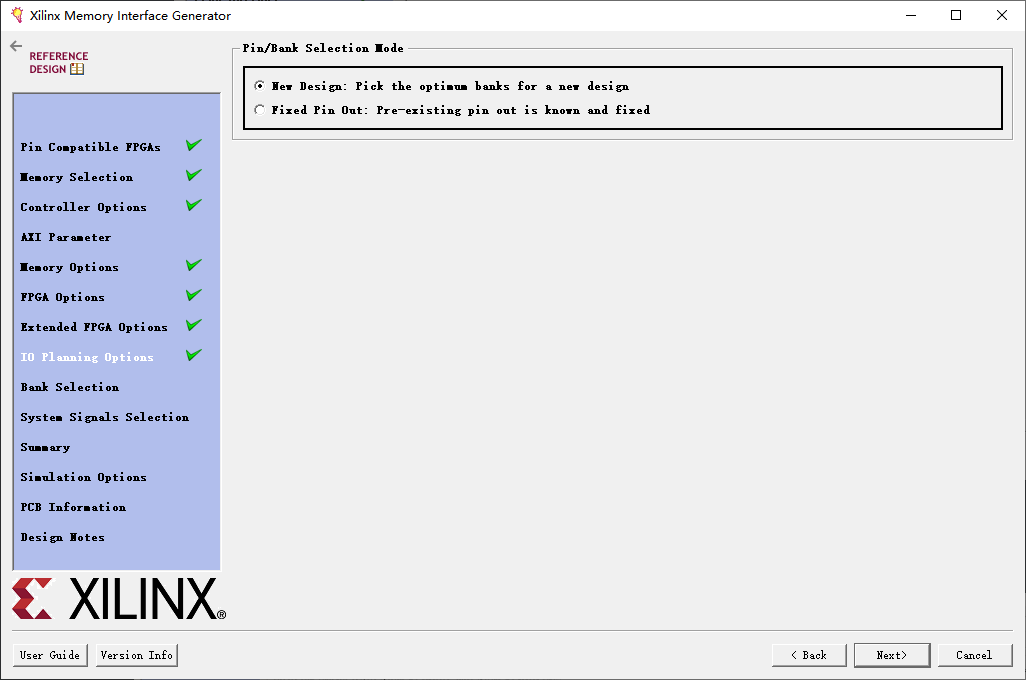 Xilinx Memory Interface Generator
REFERENCE
DESIGN
Pin Compatible FPGAs
Memory Selection
Controller Options
AXI Parameter
Memory Options
FPGA Options
Extended FPGA Options
IO Planning Options
Bank Selection
System Signals Selection
Summary
Simulation Options
PCB Information
Design Notes
XILINX®
Pin/Bank Selection Mode
New Design: Pick the optimum banks for a new design
Fixed Pin Out: Pre-existing pin out is known and fixed
User Guide
Version Info
< Back
Next>
Cancel